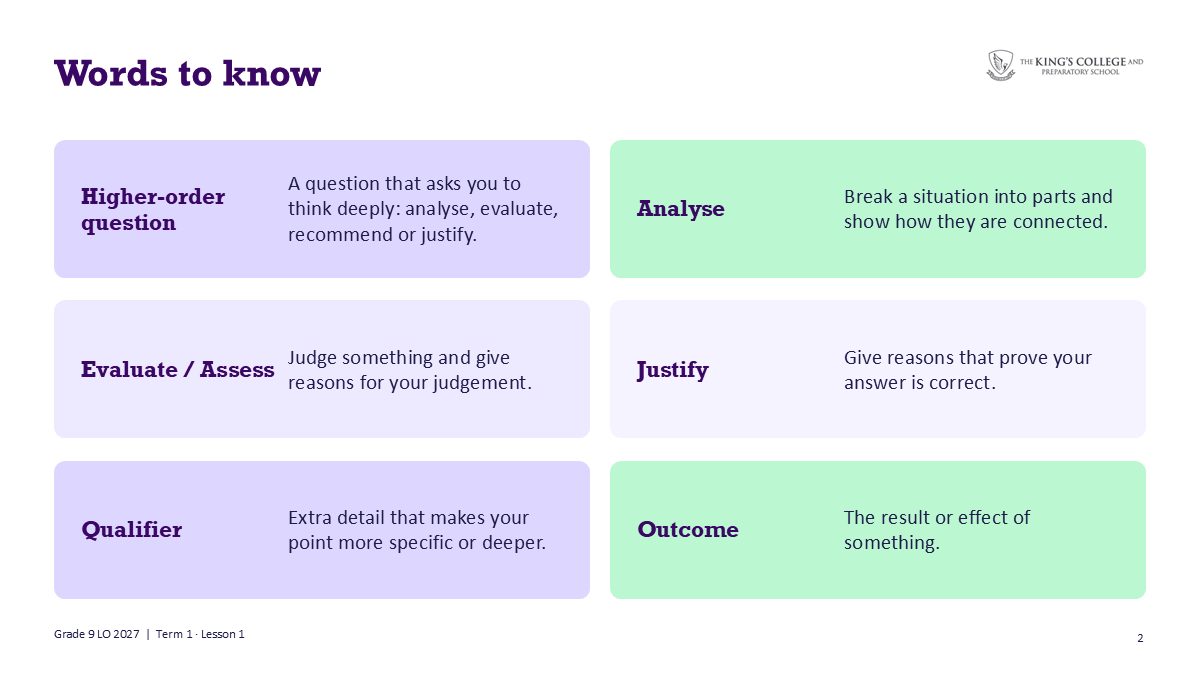 Words to know
THE KING'S COLLEGE AND
PREPARATORY SCHOOL
Higher-order
question
A question that asks you to
think deeply: analyse, evaluate,
recommend or justify.
Analyse
Break a situation into parts and
show how they are connected.
Evaluate / Assess
Judge something and give
reasons for your judgement.
Justify
Give reasons that prove your
answer is correct.
Qualifier
Extra detail that makes your
point more specific or deeper.
Outcome
The result or effect of
something.
Grade 9 LO 2027 | Term 1 · Lesson 1
2